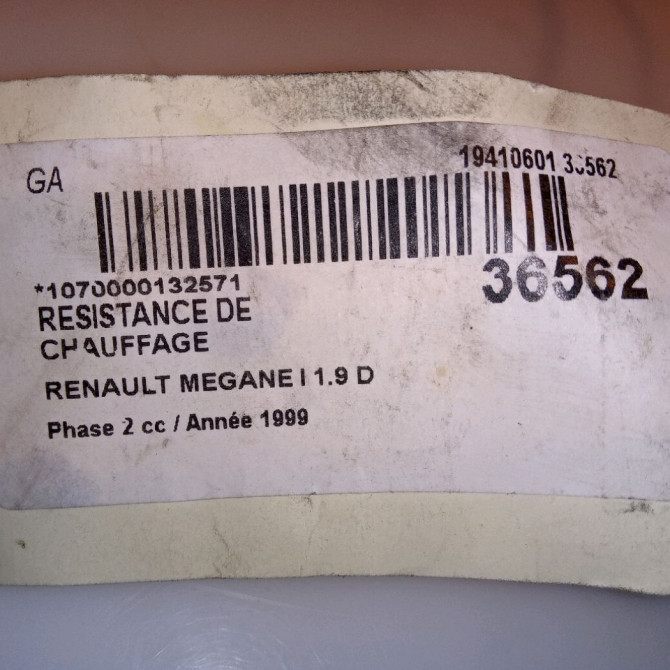 GA
19410601 36562
*1070000132571
36562
RESISTANCE DE
CHAUFFAGE
RENAULT MEGANE I 1.9 D
Phase 2 cc / Année 1999